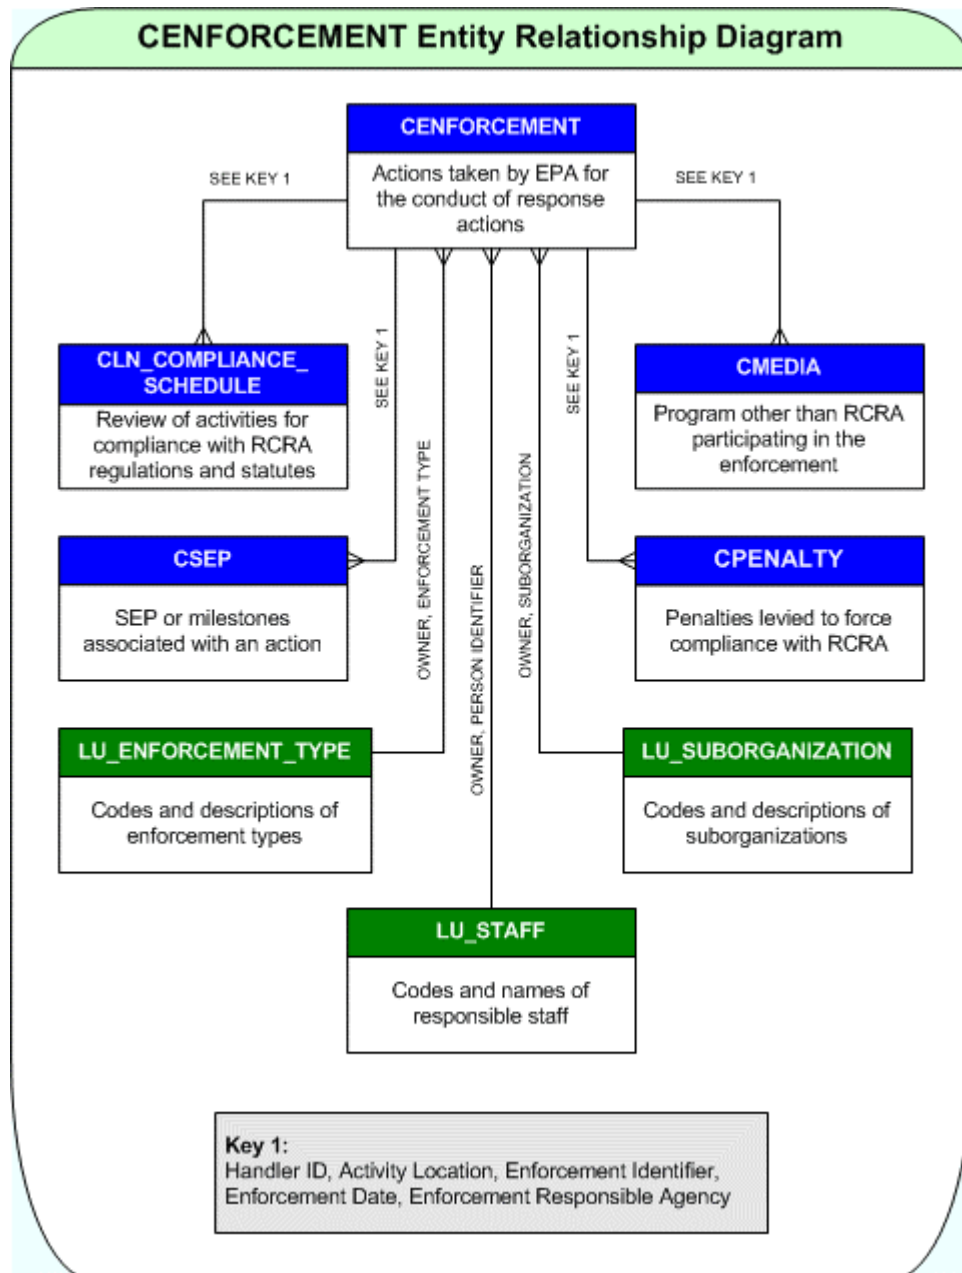 CENFORCEMENT Entity Relationship Diagram
CENFORCEMENT
Actions taken by EPA for
the conduct of response
actions
SEE KEY 1
SEE KEY 1
CLN_COMPLIANCE_
SCHEDULE
Review of activities for
compliance with RCRA
regulations and statutes
SEE KEY 1
OWNER, ENFORCEMENT TYPE
OWNER, PERSON IDENTIFIER
OWNER, SUBORGANIZATION
SEE KEY 1
CMEDIA
Program other than RCRA
participating in the
enforcement
CSEP
SEP or milestones
associated with an action
CPENALTY
Penalties levied to force
compliance with RCRA
LU_ENFORCEMENT_TYPE
Codes and descriptions of
enforcement types
LU_SUBORGANIZATION
Codes and descriptions of
suborganizations
LU_STAFF
Codes and names of
responsible staff
Key 1:
Handler ID, Activity Location, Enforcement Identifier,
Enforcement Date, Enforcement Responsible Agency